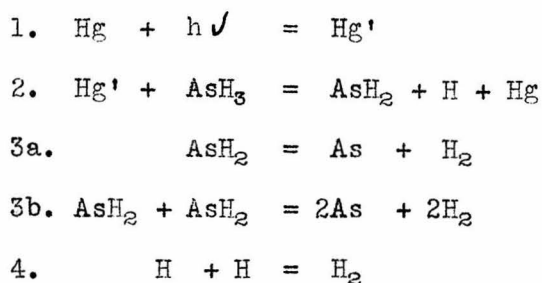 1. Hg + hν = Hg'
2. Hg' + AsH₃ = AsH₂ + H + Hg
3a. AsH₂ = As + H₂
3b. AsH₂ + AsH₂ = 2As + 2H₂
4. H + H = H₂